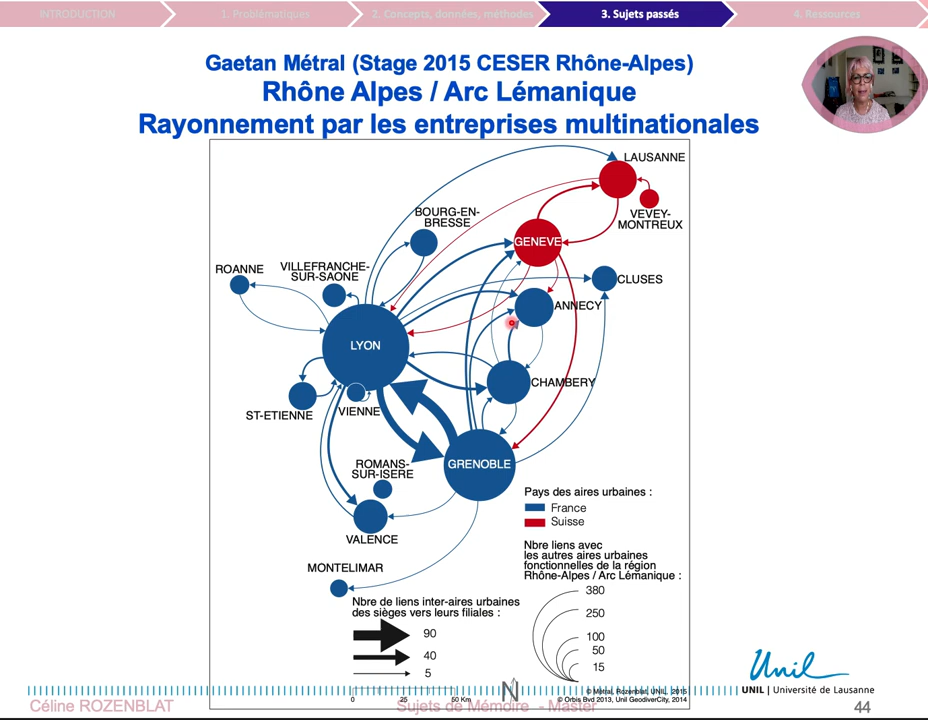 INTRODUCTION
1. Problématiques
2. Concepts, données, méthodes
3. Sujets passés
4. Ressources
Gaetan Métral (Stage 2015 CESER Rhône-Alpes)
Rhône Alpes / Arc Lémanique
Rayonnement par les entreprises multinationales
LAUSANNE
VEVEY-
MONTREUX
BOURG-EN-
BRESSE
GENEVE
ROANNE
VILLEFRANCHE-
SUR-SAONE
CLUSES
ANNECY
LYON
CHAMBERY
ST-ETIENNE
VIENNE
GRENOBLE
ROMANS-
SUR-ISERE
VALENCE
MONTELIMAR
Pays des aires urbaines :
France
Suisse
Nbre liens avec
les autres aires urbaines
fonctionnelles de la région
Rhône-Alpes / Arc Lémanique :
380
250
100
50
15
Nbre de liens inter-aires urbaines
des sièges vers leurs filiales :
90
40
5
0 25 50 Km
N
© Métral, Rozenblat, UNIL, 2015
© Orbis Bvd 2013, Unil GeodiverCity, 2014
Unil
UNIL | Université de Lausanne
Céline ROZENBLAT
Sujets de Mémoire - Master
44